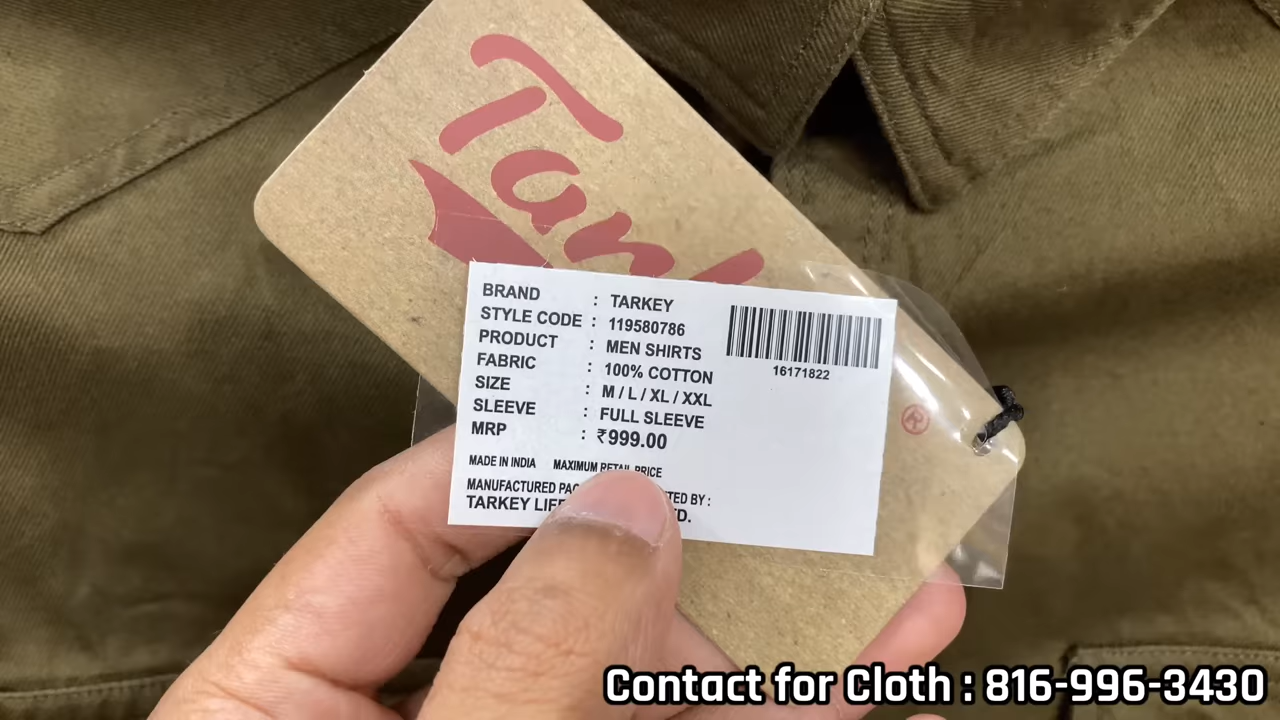 BRAND : TARKEY
STYLE CODE : 119580786
PRODUCT : MEN SHIRTS
FABRIC : 100% COTTON
SIZE : M / L / XL / XXL
SLEEVE : FULL SLEEVE
MRP : ₹999.00
16171822
MADE IN INDIA MAXIMUM RETAIL PRICE
MANUFACTURED BY :
TARKEY
®
Contact for Cloth : 816-996-3430